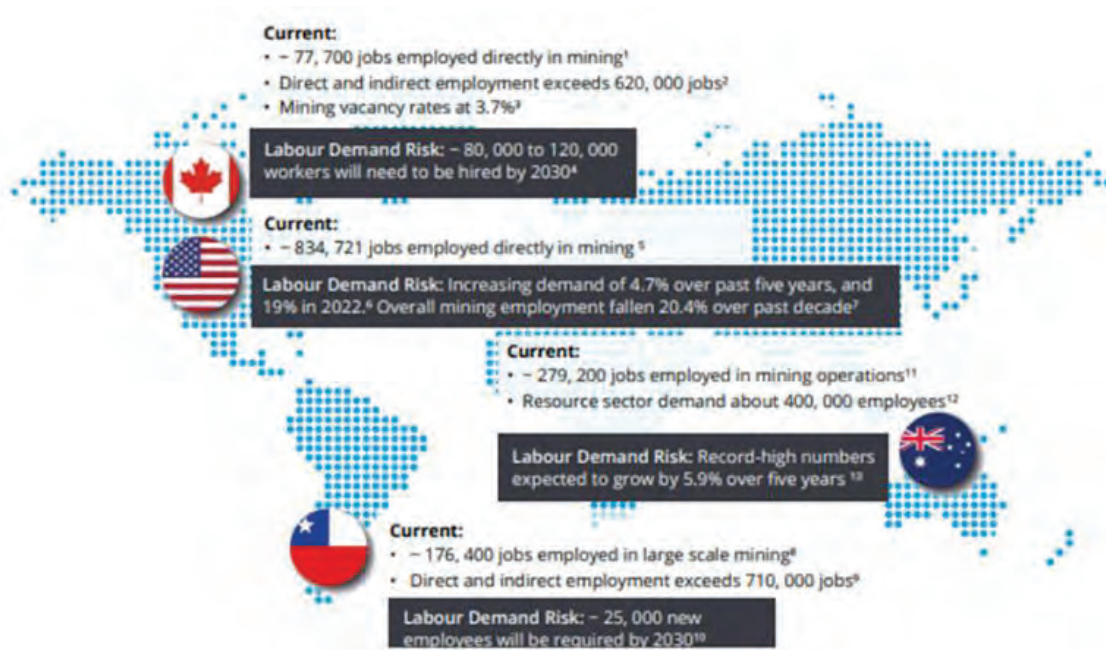 Current:
• ~ 77, 700 jobs employed directly in mining¹
• Direct and indirect employment exceeds 620, 000 jobs²
• Mining vacancy rates at 3.7%³
Labour Demand Risk: ~ 80, 000 to 120, 000
workers will need to be hired by 2030⁴
Current:
• ~ 834, 721 jobs employed directly in mining ⁵
Labour Demand Risk: Increasing demand of 4.7% over past five years, and
19% in 2022.⁶ Overall mining employment fallen 20.4% over past decade⁷
Current:
• ~ 279, 200 jobs employed in mining operations¹¹
• Resource sector demand about 400, 000 employees¹²
Labour Demand Risk: Record-high numbers
expected to grow by 5.9% over five years ¹³
Current:
• ~ 176, 400 jobs employed in large scale mining⁸
• Direct and indirect employment exceeds 710, 000 jobs⁹
Labour Demand Risk: ~ 25, 000 new
employees will be required by 2030¹⁰